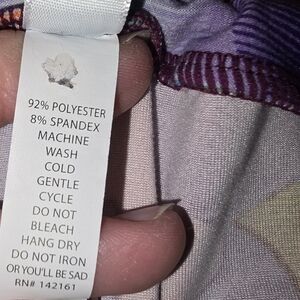 92% POLYESTER
8% SPANDEX
MACHINE
WASH
COLD
GENTLE
CYCLE
DO NOT
BLEACH
HANG DRY
DO NOT IRON
OR YOU'LL BE SAD
RN# 142161